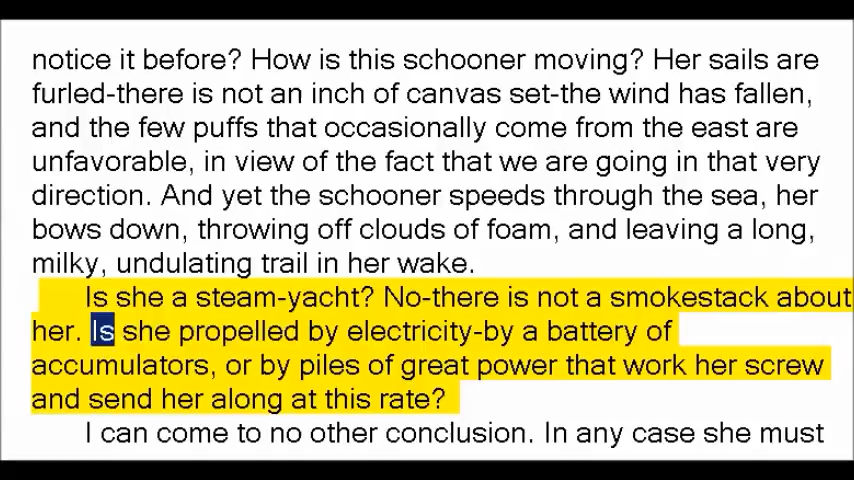 notice it before? How is this schooner moving? Her sails are
furled-there is not an inch of canvas set-the wind has fallen,
and the few puffs that occasionally come from the east are
unfavorable, in view of the fact that we are going in that very
direction. And yet the schooner speeds through the sea, her
bows down, throwing off clouds of foam, and leaving a long,
milky, undulating trail in her wake.
Is she a steam-yacht? No-there is not a smokestack about
her. Is she propelled by electricity-by a battery of
accumulators, or by piles of great power that work her screw
and send her along at this rate?
I can come to no other conclusion. In any case she must